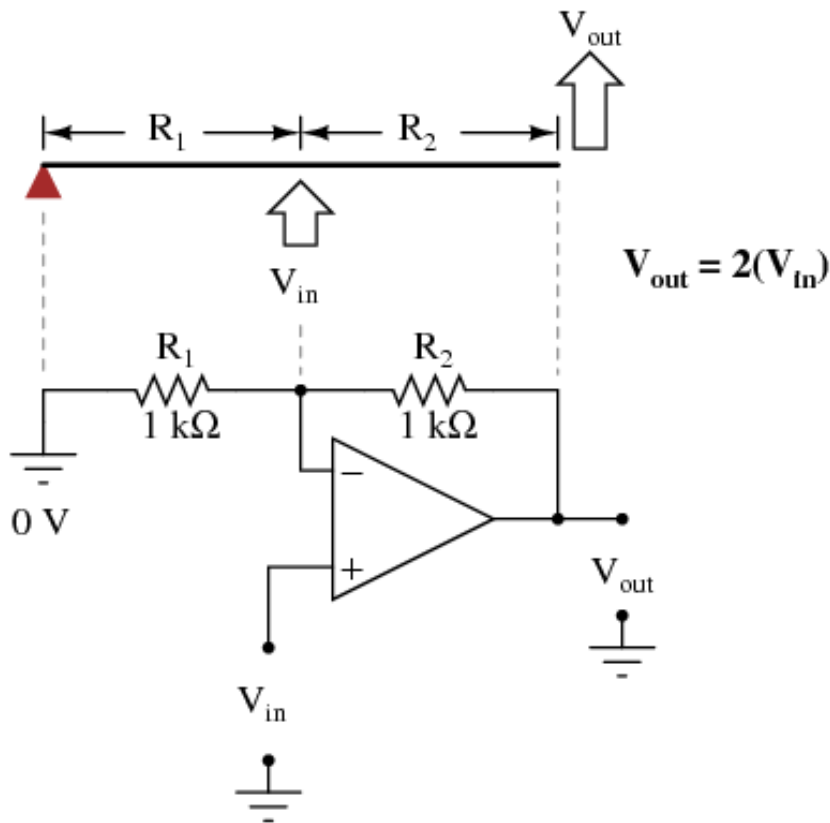 V_out
R_1 R_2
V_in
V_out = 2(V_in)
R_1 R_2
1 kΩ 1 kΩ
−
0 V
+
V_out
V_in